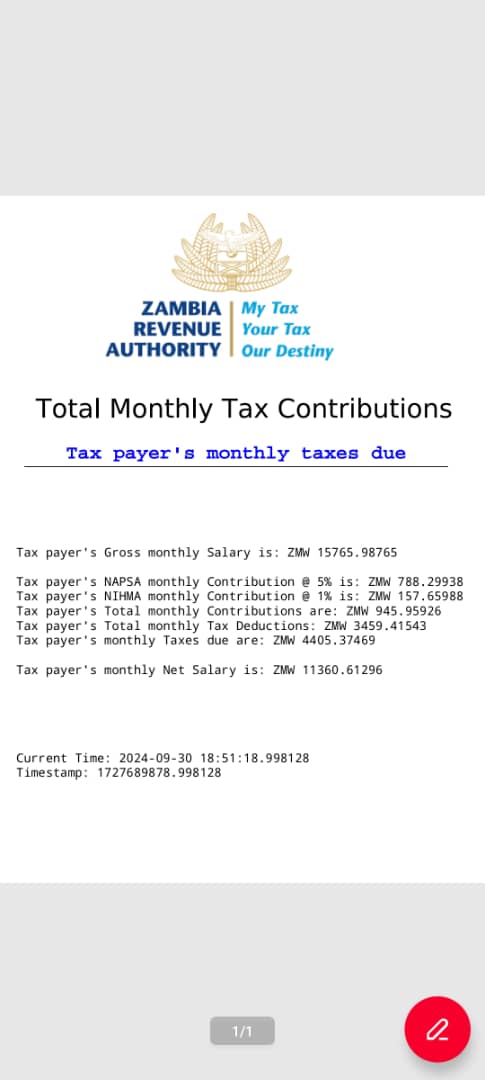 ZAMBIA
REVENUE
AUTHORITY
My Tax
Your Tax
Our Destiny
Total Monthly Tax Contributions
Tax payer's monthly taxes due
Tax payer's Gross monthly Salary is: ZMW 15765.98765
Tax payer's NAPSA monthly Contribution @ 5% is: ZMW 788.29938
Tax payer's NIHMA monthly Contribution @ 1% is: ZMW 157.65988
Tax payer's Total monthly Contributions are: ZMW 945.95926
Tax payer's Total monthly Tax Deductions: ZMW 3459.41543
Tax payer's monthly Taxes due are: ZMW 4405.37469
Tax payer's monthly Net Salary is: ZMW 11360.61296
Current Time: 2024-09-30 18:51:18.998128
Timestamp: 1727689878.998128
1/1